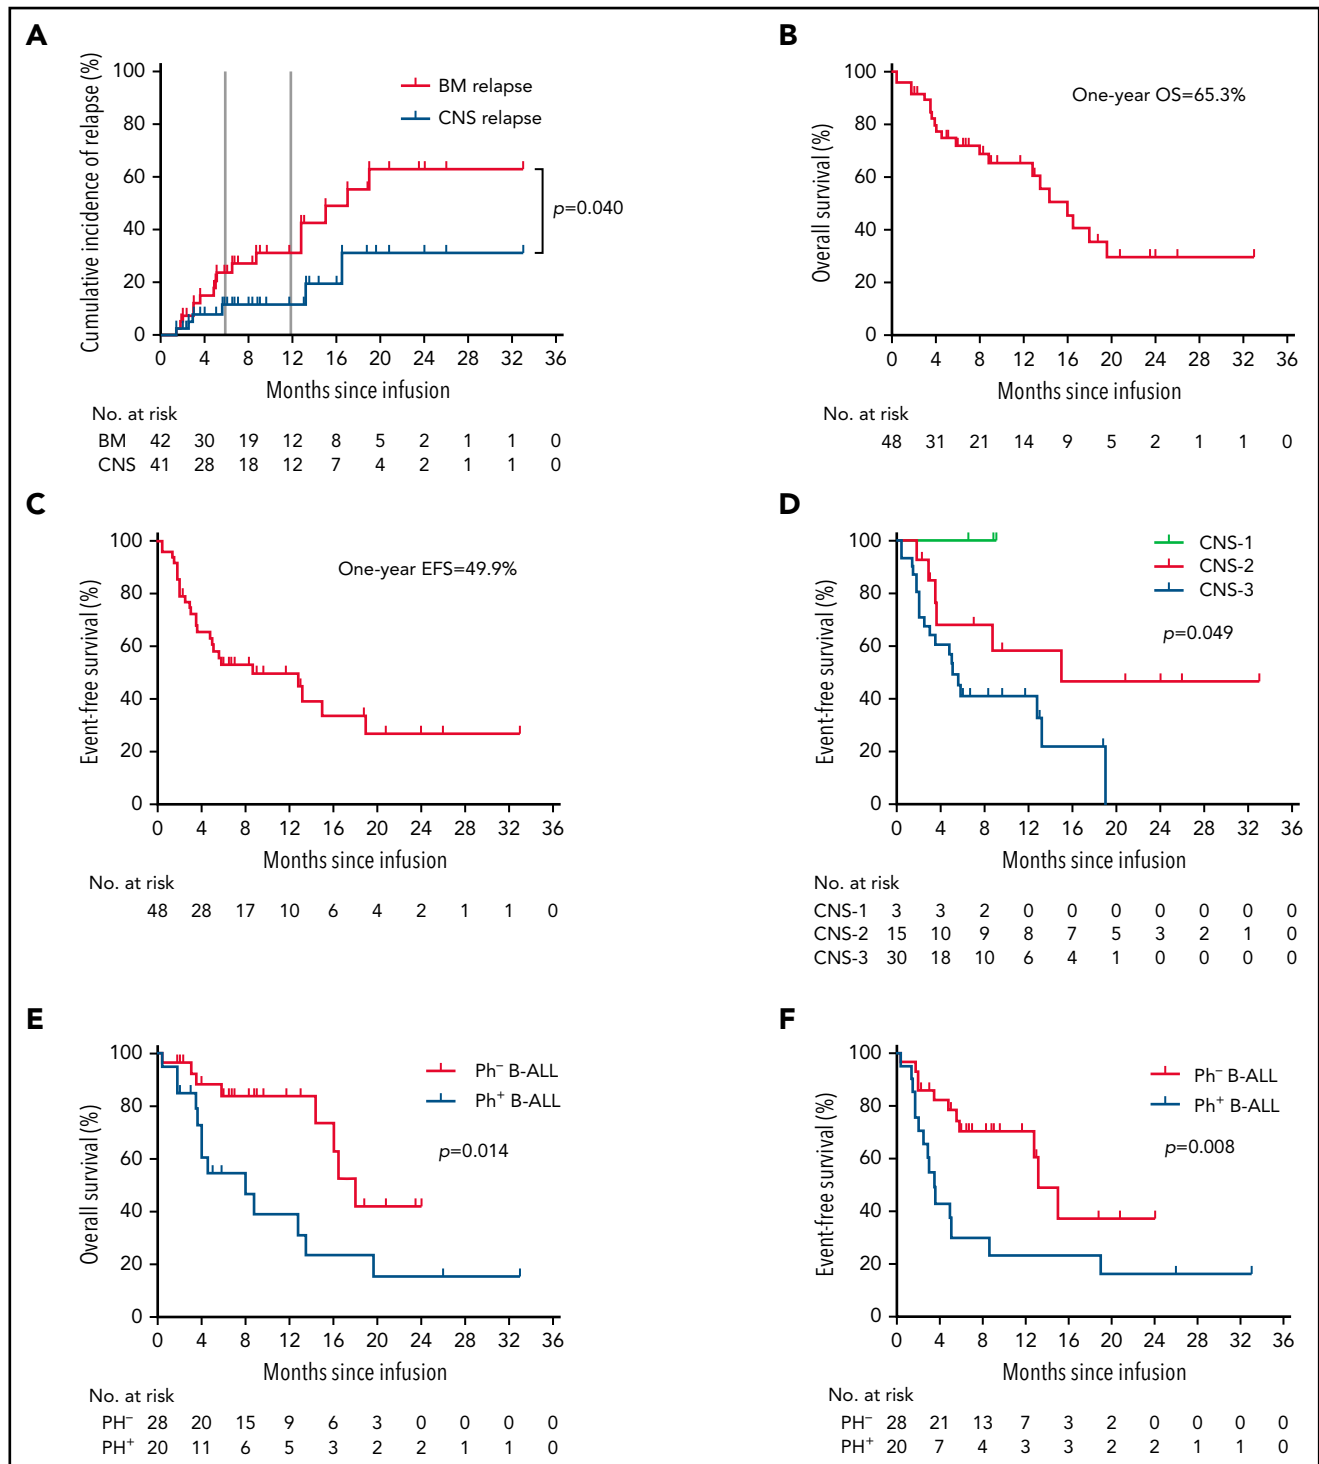 A
Cumulative incidence of relapse (%)
100
80
60
40
20
0
BM relapse
CNS relapse
p=0.040
0 4 8 12 16 20 24 28 32 36
Months since infusion
No. at risk
BM 42 30 19 12 8 5 2 1 1 0
CNS 41 28 18 12 7 4 2 1 1 0
B
Overall survival (%)
100
80
60
40
20
0
One-year OS=65.3%
0 4 8 12 16 20 24 28 32 36
Months since infusion
No. at risk
48 31 21 14 9 5 2 1 1 0
C
Event-free survival (%)
100
80
60
40
20
0
One-year EFS=49.9%
0 4 8 12 16 20 24 28 32 36
Months since infusion
No. at risk
48 28 17 10 6 4 2 1 1 0
D
Event-free survival (%)
100
80
60
40
20
0
CNS-1
CNS-2
CNS-3
p=0.049
0 4 8 12 16 20 24 28 32 36
Months since infusion
No. at risk
CNS-1 3 3 2 0 0 0 0 0 0 0
CNS-2 15 10 9 8 7 5 3 2 1 0
CNS-3 30 18 10 6 4 1 0 0 0 0
E
Overall survival (%)
100
80
60
40
20
0
Ph⁻ B-ALL
Ph⁺ B-ALL
p=0.014
0 4 8 12 16 20 24 28 32 36
Months since infusion
No. at risk
PH⁻ 28 20 15 9 6 3 0 0 0 0
PH⁺ 20 11 6 5 3 2 2 1 1 0
F
Event-free survival (%)
100
80
60
40
20
0
Ph⁻ B-ALL
Ph⁺ B-ALL
p=0.008
0 4 8 12 16 20 24 28 32 36
Months since infusion
No. at risk
PH⁻ 28 21 13 7 3 2 0 0 0 0
PH⁺ 20 7 4 3 3 2 2 1 1 0